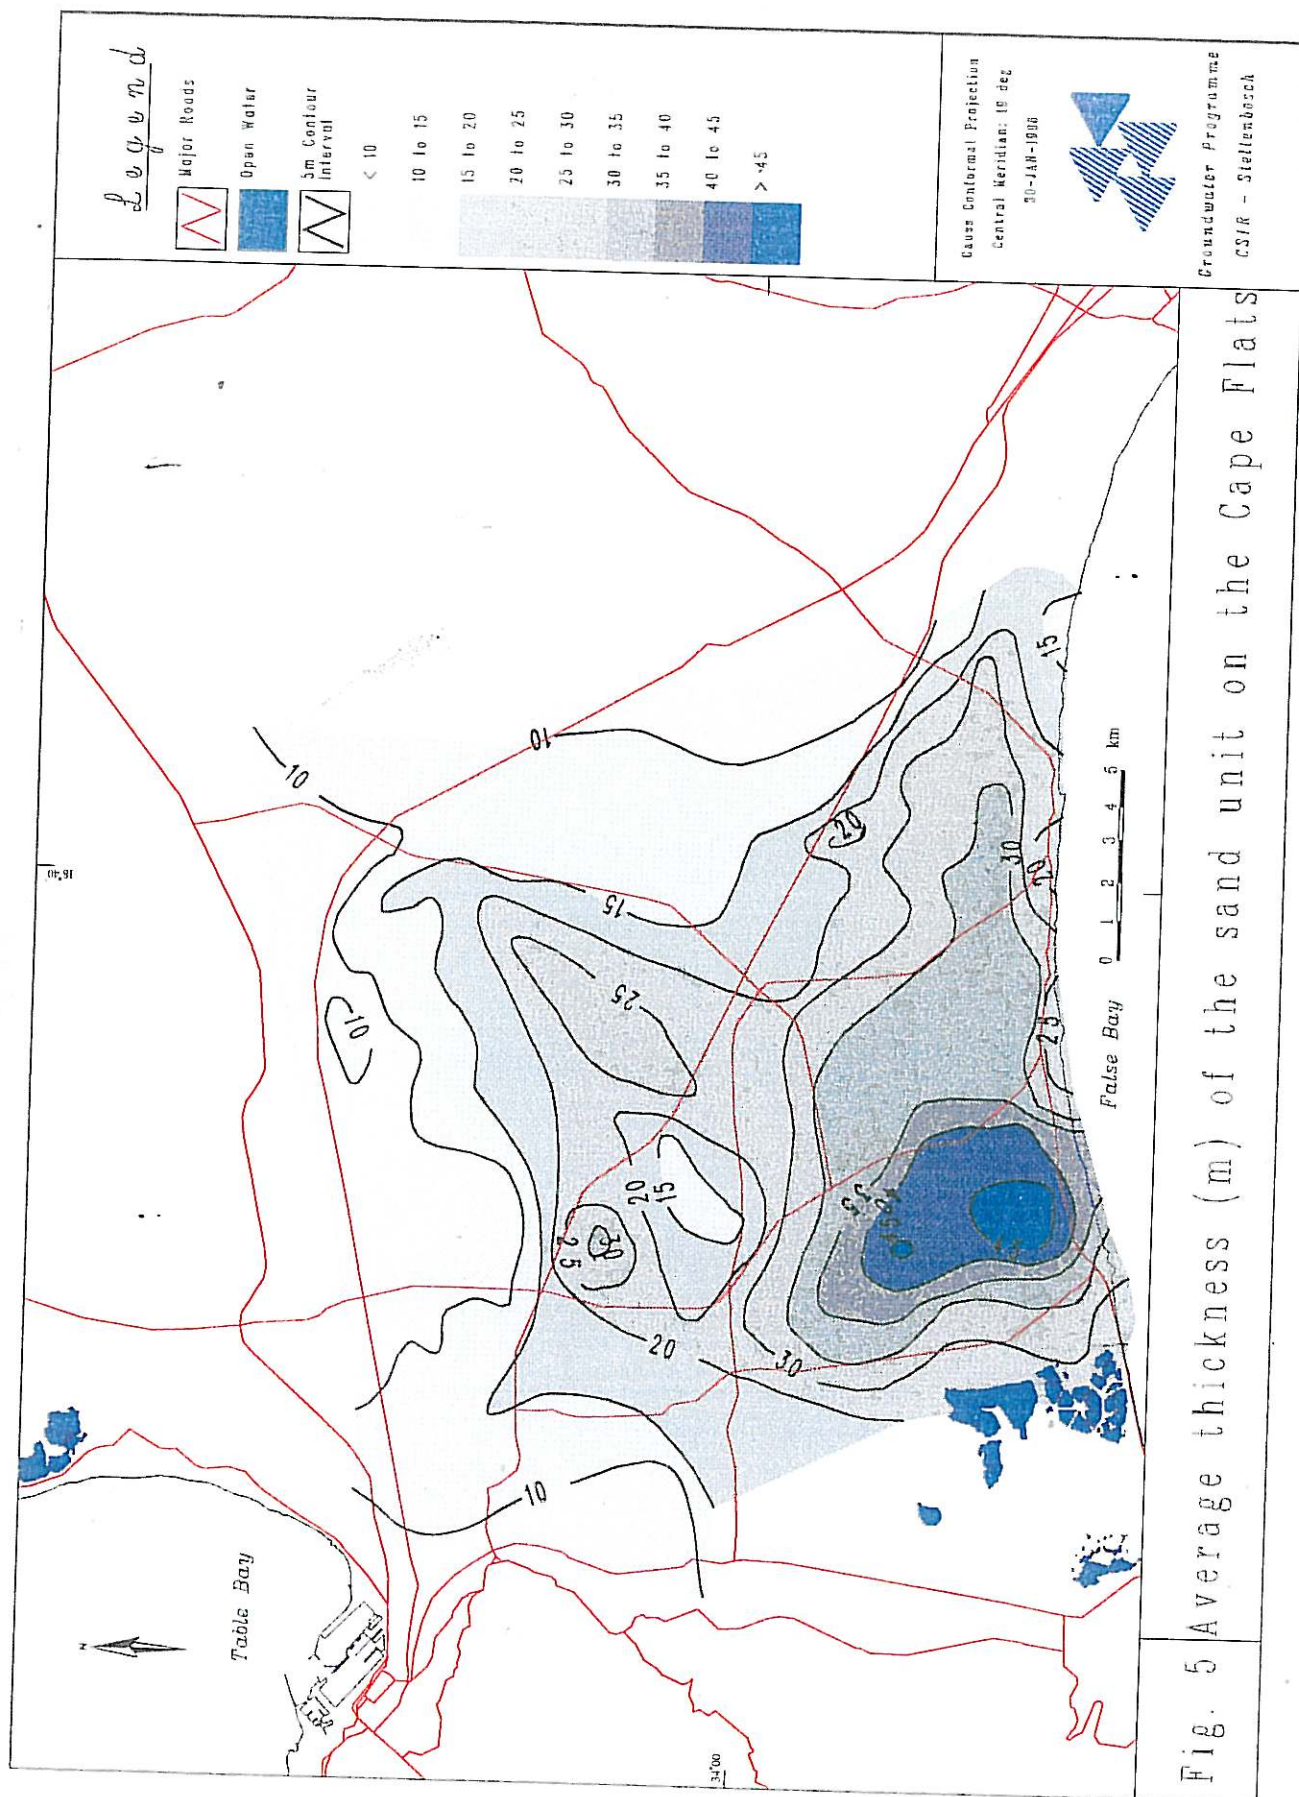 Legend
Major Roads
Open Water
5m Contour
Interval
< 10
10 to 15
15 to 20
20 to 25
25 to 30
30 to 35
35 to 40
40 to 45
> 45
Gauss Conformal Projection
Central Meridian: 19 deg
30-JAN-1996
Groundwater Programme
CSIR - Stellenbosch
N
Table Bay
False Bay
18°40'
34°00
0 1 2 3 4 5 km
10
10
10
10
15
15
15
20
20
20
20
25
25
25
30
30
30
Fig. 5
Average thickness (m) of the sand unit on the Cape Flats